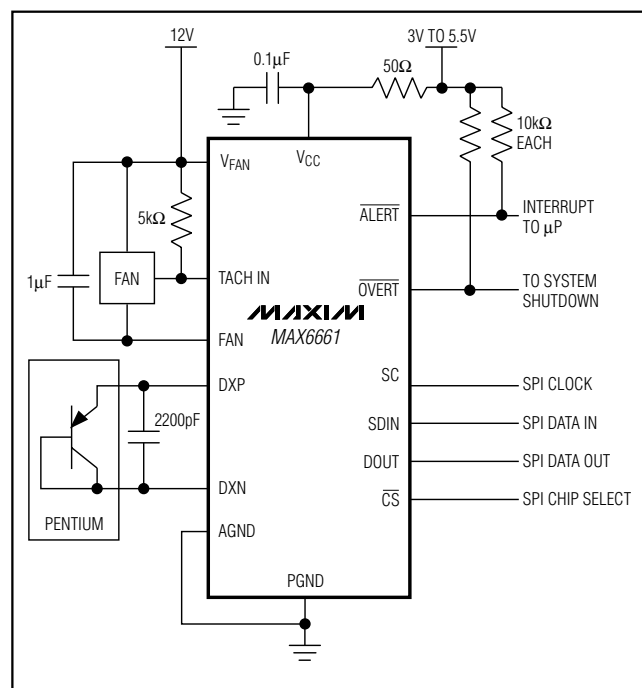 12V
3V TO 5.5V
0.1µF
50Ω
10kΩ
EACH
VFAN
VCC
5kΩ
ALERT
INTERRUPT
TO µP
1µF
FAN
TACH IN
OVERT
TO SYSTEM
SHUTDOWN
MAXIM
MAX6661
FAN
DXP
SC
SPI CLOCK
2200pF
SDIN
SPI DATA IN
DOUT
SPI DATA OUT
DXN
CS
SPI CHIP SELECT
PENTIUM
AGND
PGND